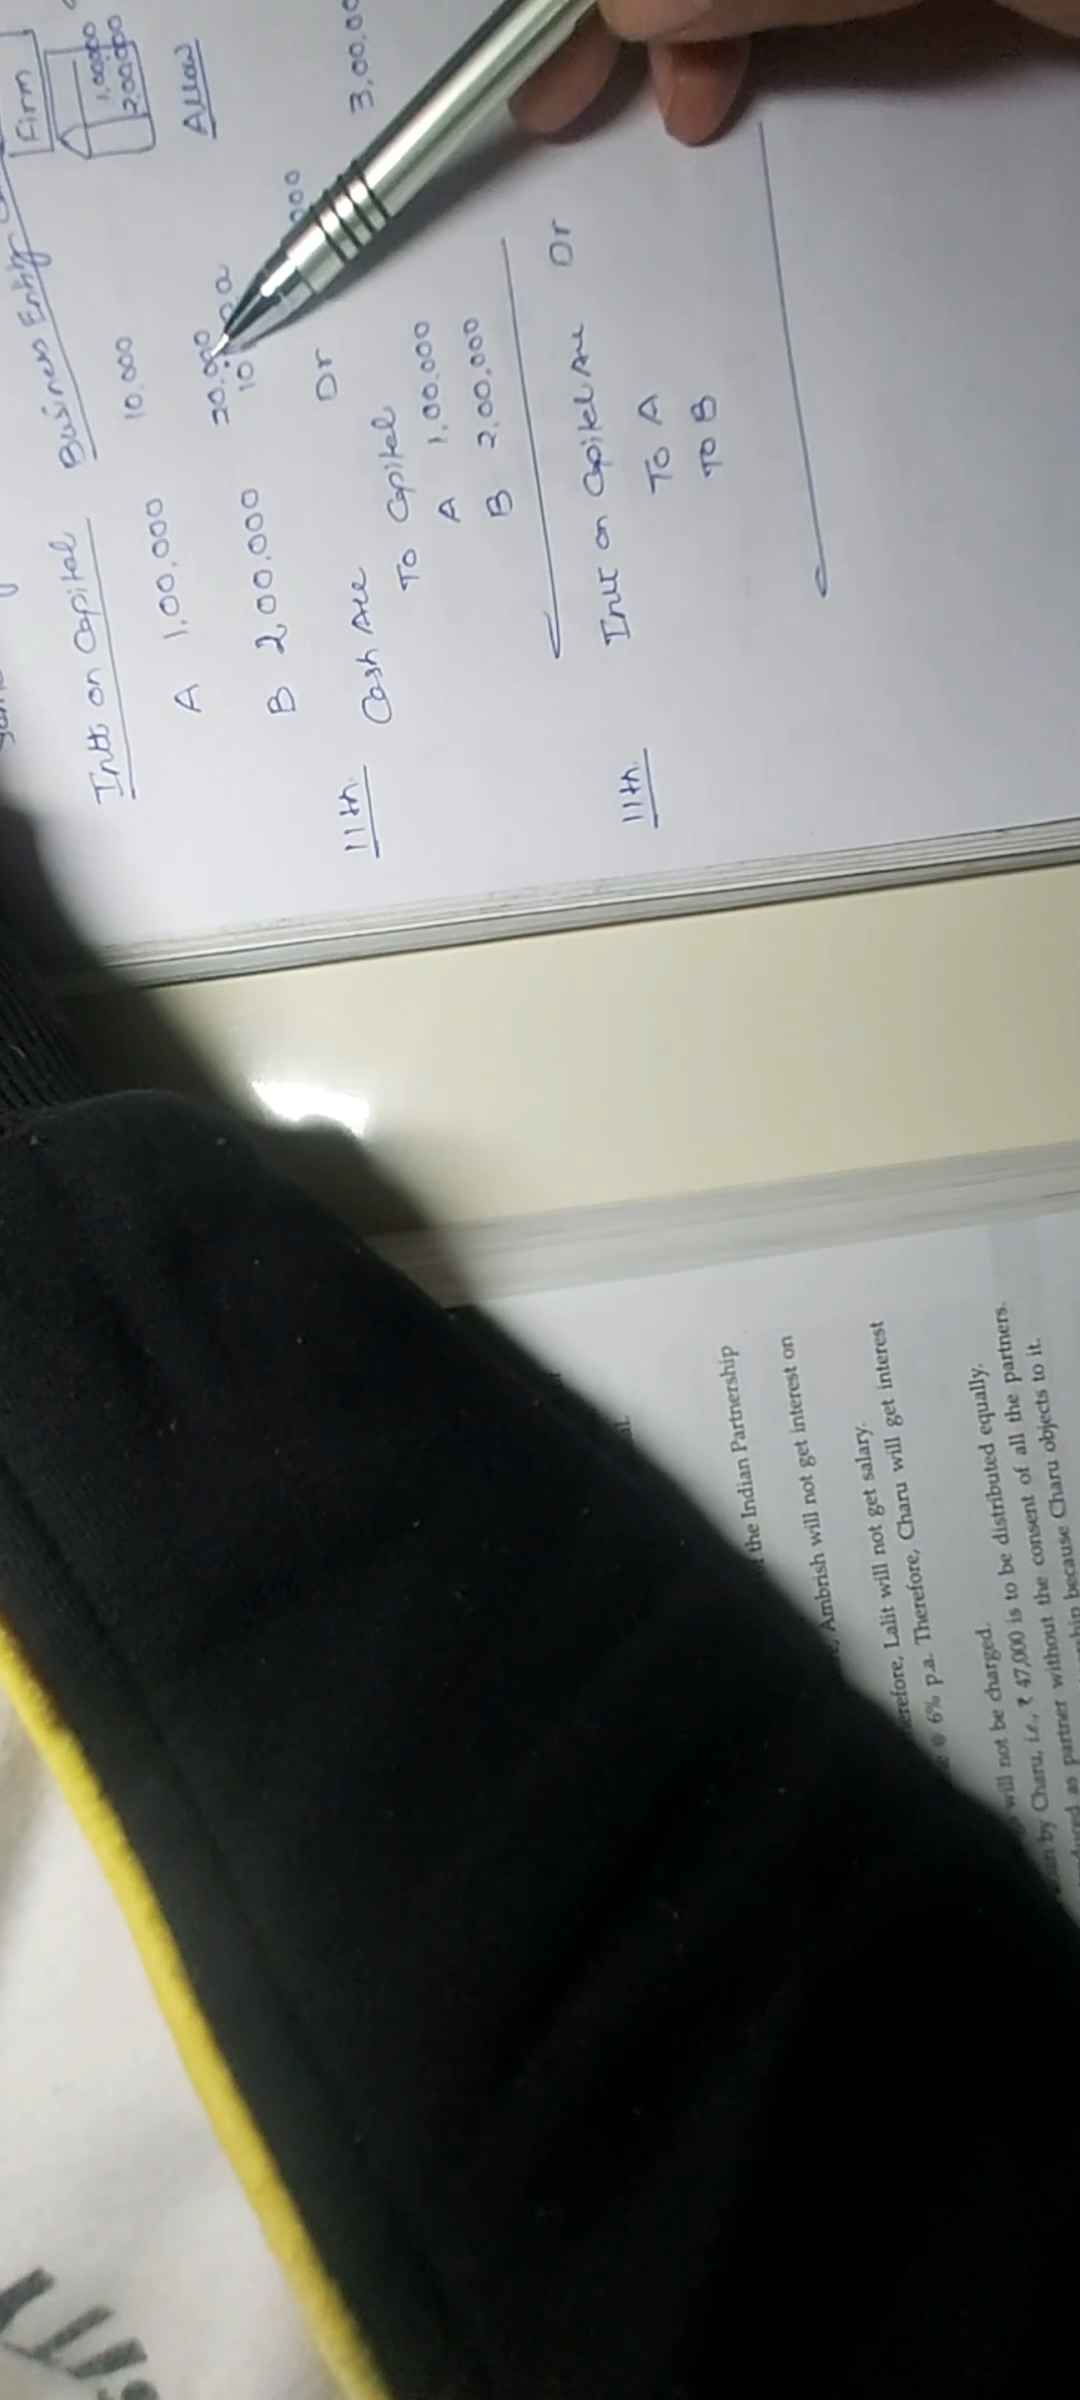 Business Entity
Firm
1,00,000
2,00,000
Intt on Capital
10.000
Allow
A 1,00.000
20.000
B 2,00,000
10
000
11th. Cash A/c Dr 3,00,00
To Capital
A 1,00,000
B 2,00,000
11th Intt on Capital A/c Dr
To A
To B
the Indian Partnership
Ambrish will not get interest on
Lalit will not get salary.
6% p.a. Therefore, Charu will get interest
will not be charged.
by Charu, i.e., ₹ 47,000 is to be distributed equally.
as partner without the consent of all the partners.
because Charu objects to it.